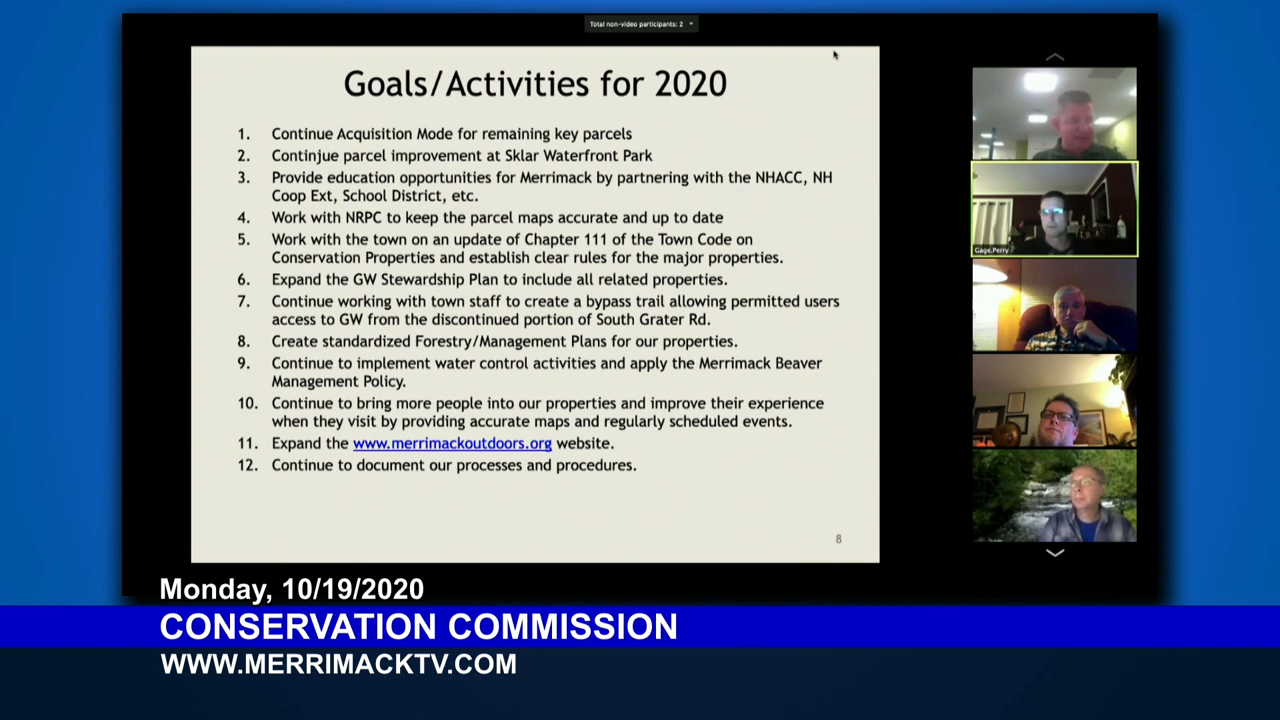 Total non-video participants: 2
Goals/Activities for 2020
1. Continue Acquisition Mode for remaining key parcels
2. Continjue parcel improvement at Sklar Waterfront Park
3. Provide education opportunities for Merrimack by partnering with the NHACC, NH
Coop Ext, School District, etc.
4. Work with NRPC to keep the parcel maps accurate and up to date
5. Work with the town on an update of Chapter 111 of the Town Code on
Conservation Properties and establish clear rules for the major properties.
6. Expand the GW Stewardship Plan to include all related properties.
7. Continue working with town staff to create a bypass trail allowing permitted users
access to GW from the discontinued portion of South Grater Rd.
8. Create standardized Forestry/Management Plans for our properties.
9. Continue to implement water control activities and apply the Merrimack Beaver
Management Policy.
10. Continue to bring more people into our properties and improve their experience
when they visit by providing accurate maps and regularly scheduled events.
11. Expand the www.merrimackoutdoors.org website.
12. Continue to document our processes and procedures.
8
Gage.Perry
Monday, 10/19/2020
CONSERVATION COMMISSION
WWW.MERRIMACKTV.COM